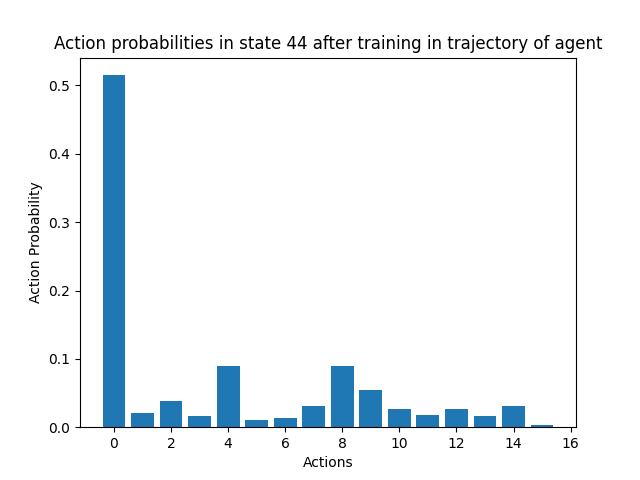 Action probabilities in state 44 after training in trajectory of agent
0.5
0.4
0.3
0.2
0.1
0.0
Action Probability
0 2 4 6 8 10 12 14 16
Actions